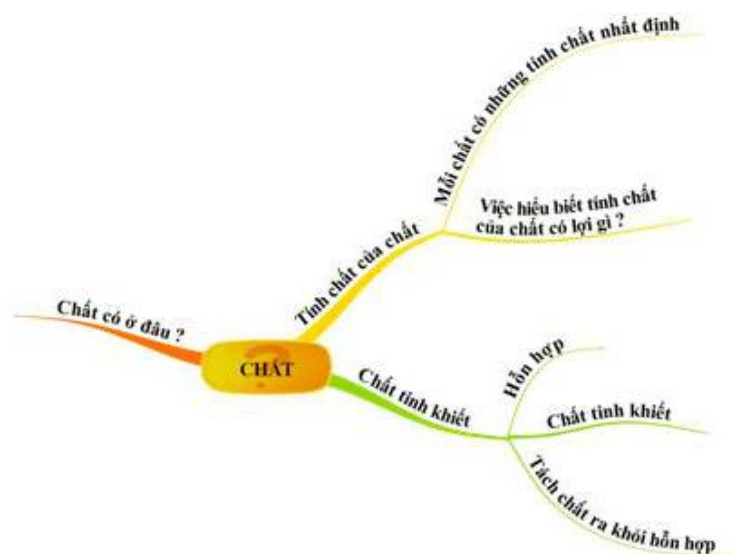 Mỗi chất có những tính chất nhất định
Việc hiểu biết tính chất
của chất có lợi gì ?
Tính chất của chất
Chất có ở đâu ?
CHẤT
Chất tinh khiết
Hỗn hợp
Chất tinh khiết
Tách chất ra khỏi hỗn hợp